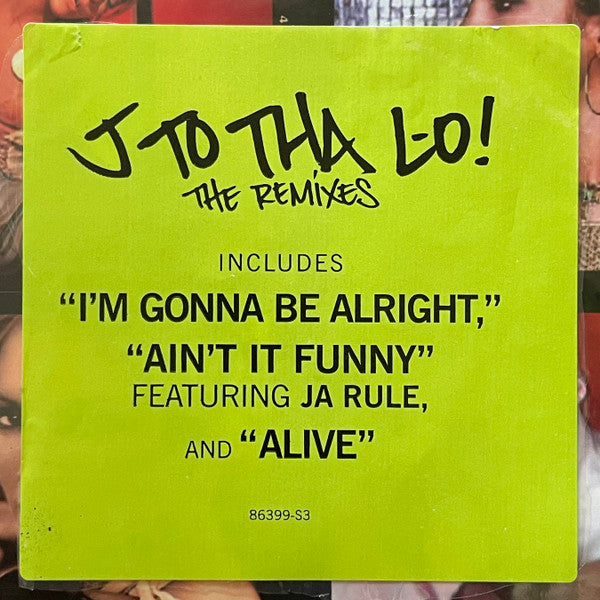 J TO THA L-O!
THE REMIXES
INCLUDES
“I’M GONNA BE ALRIGHT,”
“AIN’T IT FUNNY”
FEATURING JA RULE,
AND “ALIVE”
86399-S3